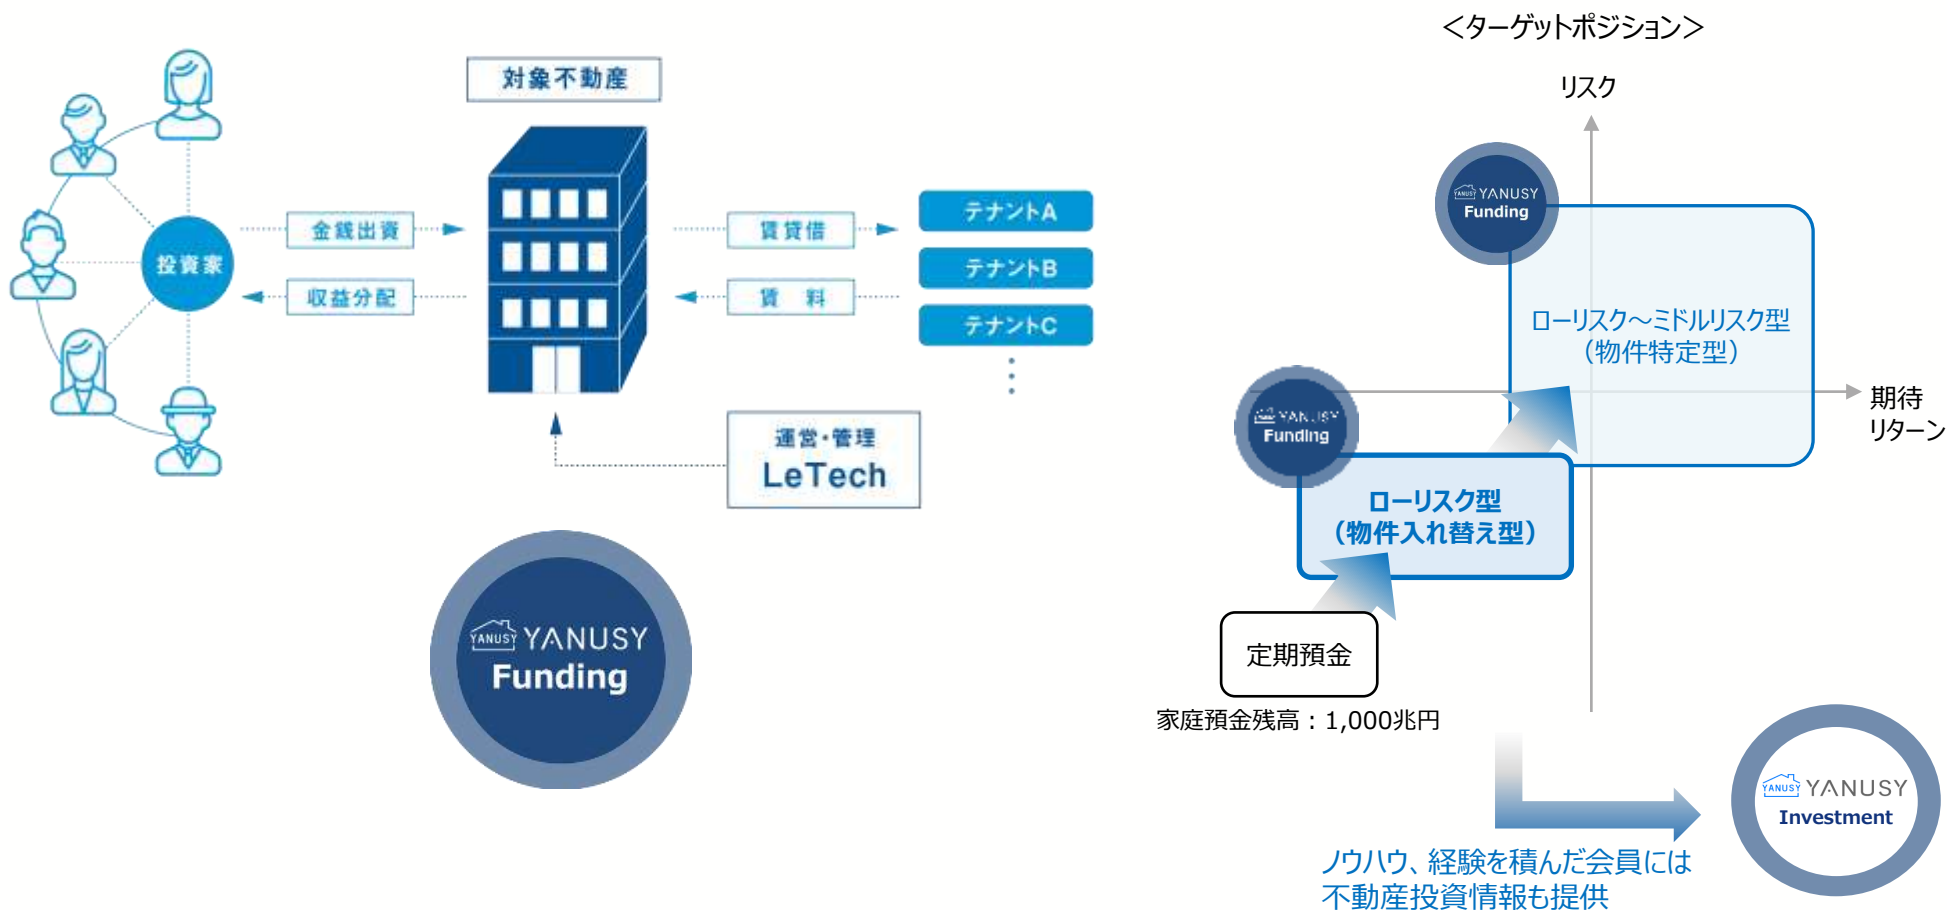 対象不動産
投資家
金銭出資
収益分配
賃貸借
賃 料
テナントA
テナントB
テナントC
運営・管理
LeTech
YANUSY YANUSY
Funding
＜ターゲットポジション＞
リスク
YANUSY YANUSY
Funding
ローリスク～ミドルリスク型
（物件特定型）
期待
リターン
YANUSY
Funding
ローリスク型
（物件入れ替え型）
定期預金
家庭預金残高：1,000兆円
YANUSY YANUSY
Investment
ノウハウ、経験を積んだ会員には
不動産投資情報も提供